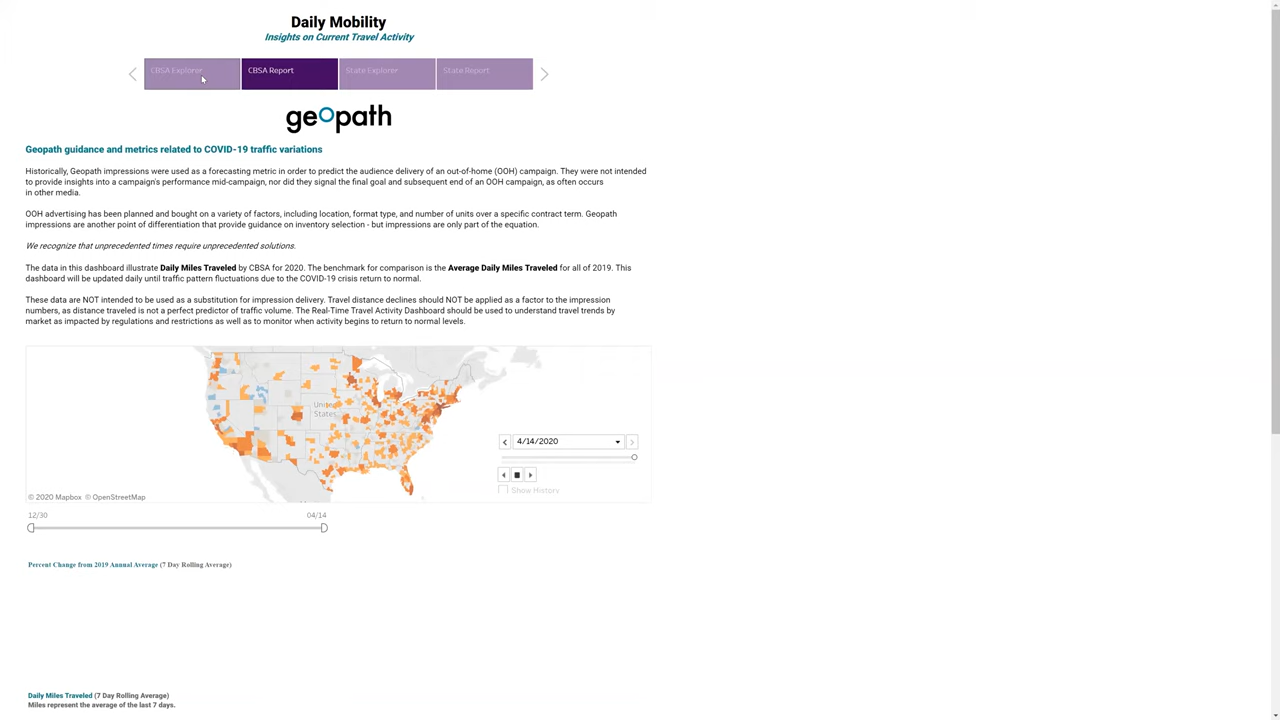 Daily Mobility
Insights on Current Travel Activity
CBSA Explorer
CBSA Report
State Explorer
State Report
geopath
Geopath guidance and metrics related to COVID-19 traffic variations
Historically, Geopath impressions were used as a forecasting metric in order to predict the audience delivery of an out-of-home (OOH) campaign. They were not intended
to provide insights into a campaign's performance mid-campaign, nor did they signal the final goal and subsequent end of an OOH campaign, as often occurs
in other media.
OOH advertising has been planned and bought on a variety of factors, including location, format type, and number of units over a specific contract term. Geopath
impressions are another point of differentiation that provide guidance on inventory selection - but impressions are only part of the equation.
We recognize that unprecedented times require unprecedented solutions.
The data in this dashboard illustrate Daily Miles Traveled by CBSA for 2020. The benchmark for comparison is the Average Daily Miles Traveled for all of 2019. This
dashboard will be updated daily until traffic pattern fluctuations due to the COVID-19 crisis return to normal.
These data are NOT intended to be used as a substitution for impression delivery. Travel distance declines should NOT be applied as a factor to the impression
numbers, as distance traveled is not a perfect predictor of traffic volume. The Real-Time Travel Activity Dashboard should be used to understand travel trends by
market as impacted by regulations and restrictions as well as to monitor when activity begins to return to normal levels.
United
States
4/14/2020
Show History
© 2020 Mapbox © OpenStreetMap
12/30
04/14
Percent Change from 2019 Annual Average (7 Day Rolling Average)
Daily Miles Traveled (7 Day Rolling Average)
Miles represent the average of the last 7 days.